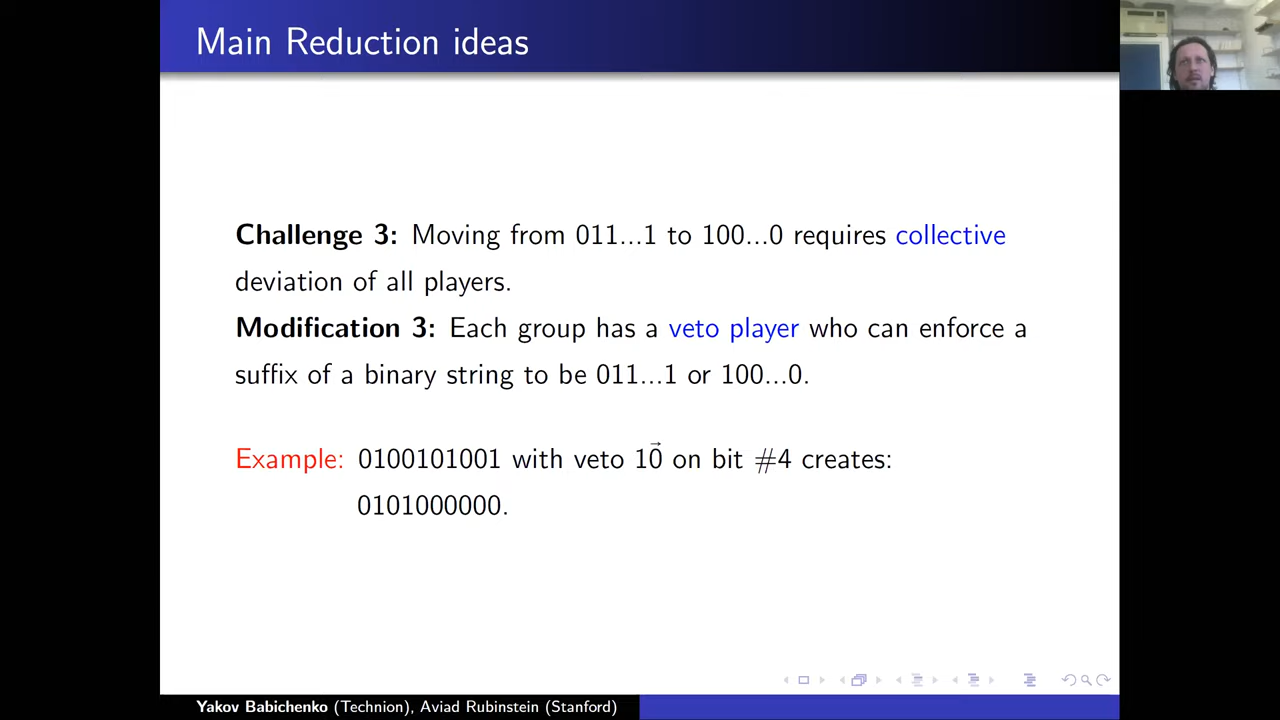 Main Reduction ideas
Challenge 3: Moving from 011...1 to 100...0 requires collective
deviation of all players.
Modification 3: Each group has a veto player who can enforce a
suffix of a binary string to be 011...1 or 100...0.
Example: 0100101001 with veto 10⃗ on bit #4 creates:
0101000000.
Yakov Babichenko (Technion), Aviad Rubinstein (Stanford)